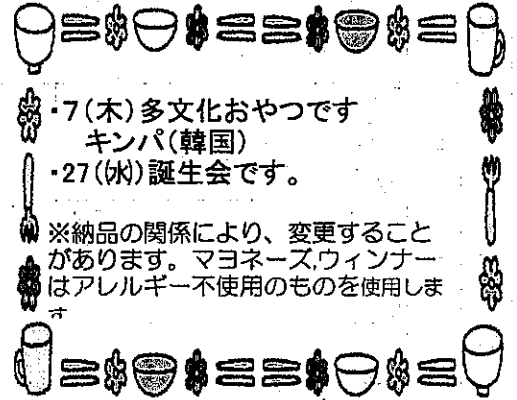 ・7(木)多文化おやつです
キンパ(韓国)
・27((水))誕生会です。
※納品の関係により、変更すること
があります。マヨネーズ,ウィンナー
はアレルギー不使用のものを使用しま
す